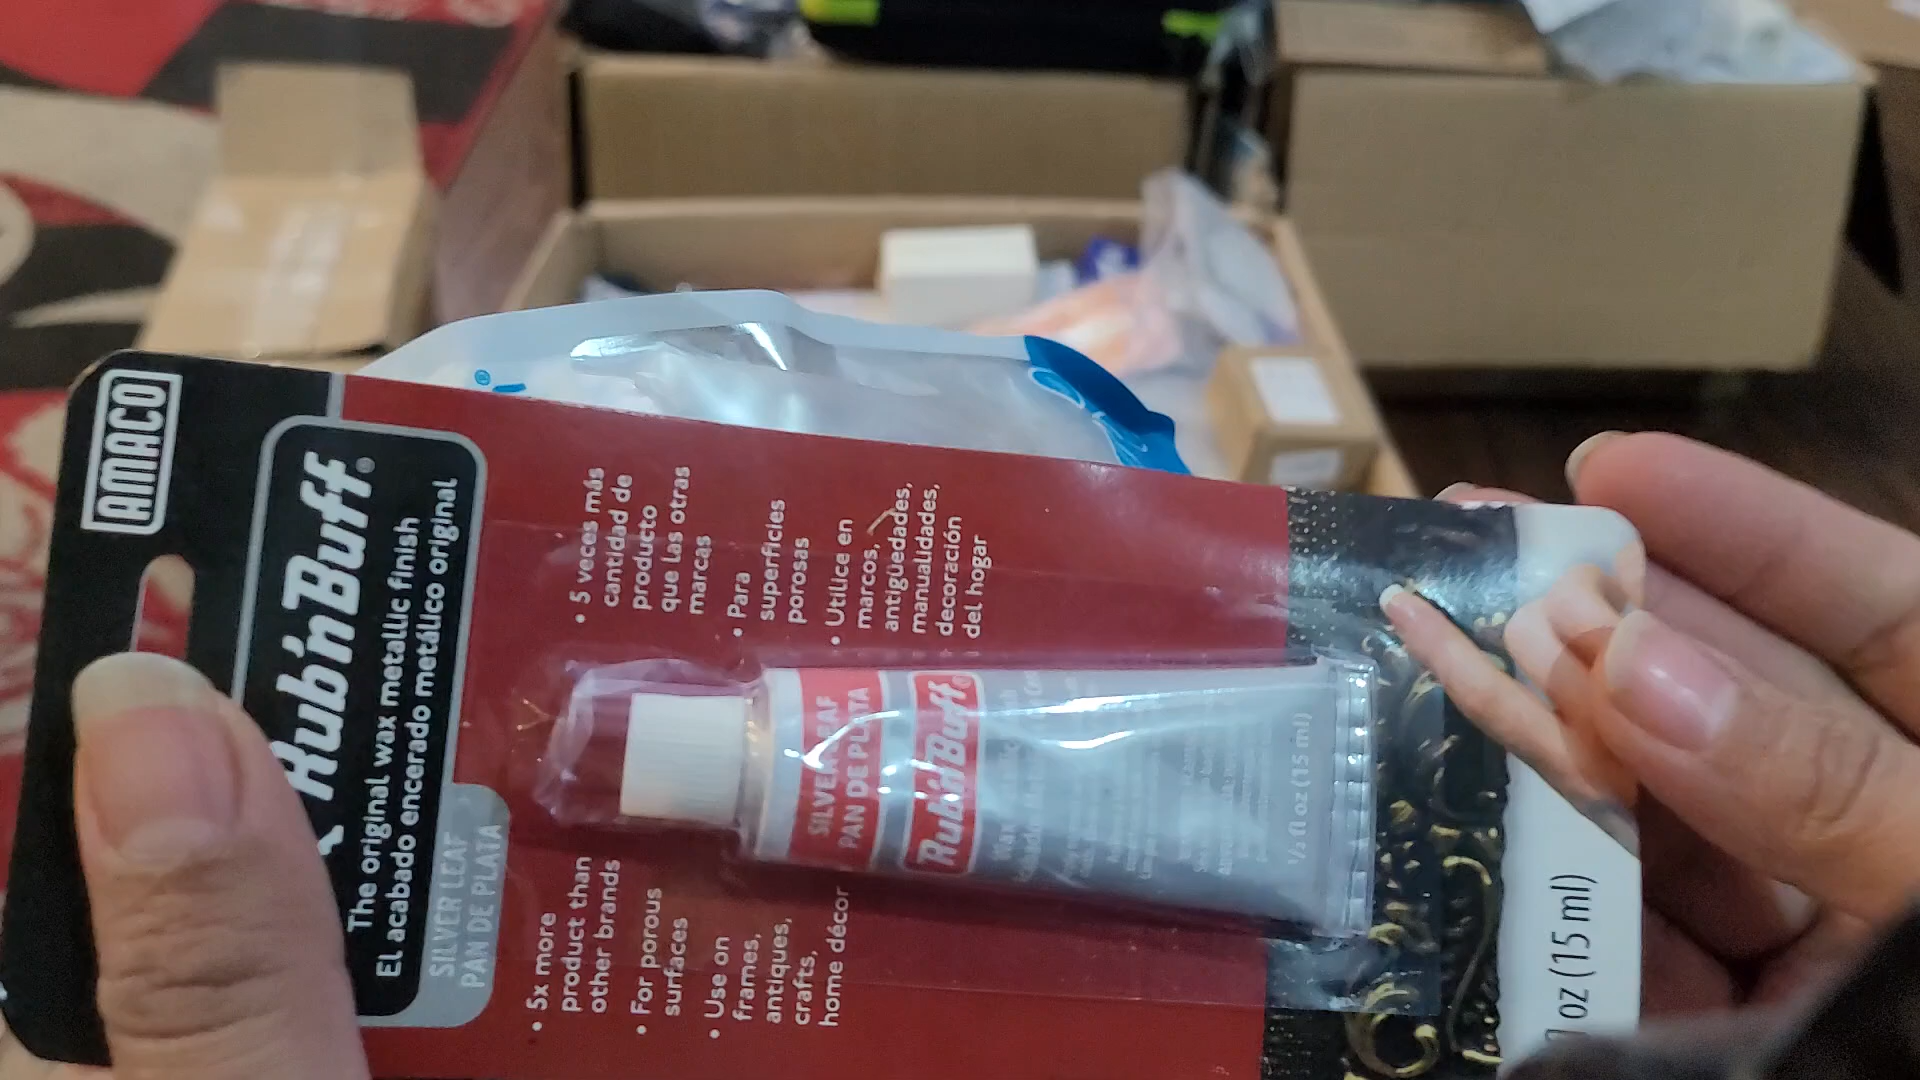 AMACO
Rub'n Buff®
The original wax metallic finish
El acabado encerado metálico original
SILVER LEAF
PAN DE PLATA
• 5x more
product than
other brands
• For porous
surfaces
• Use on
frames,
antiques,
crafts,
home décor
• 5 veces más
cantidad de
producto
que las otras
marcas
• Para
superficies
porosas
• Utilice en
marcos,
antigüedades,
manualidades,
decoración
del hogar
SILVER LEAF
PAN DE PLATA
Rub'n Buff®
½ fl oz (15 ml)
oz (15 ml)